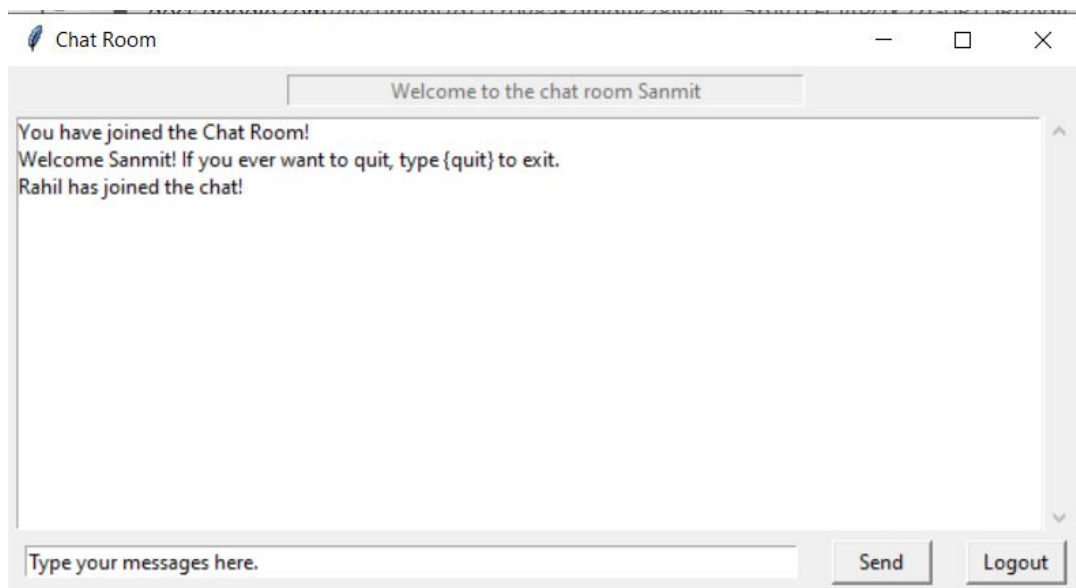 Chat Room
Welcome to the chat room Sanmit
You have joined the Chat Room!
Welcome Sanmit! If you ever want to quit, type {quit} to exit.
Rahil has joined the chat!
Type your messages here.
Send
Logout